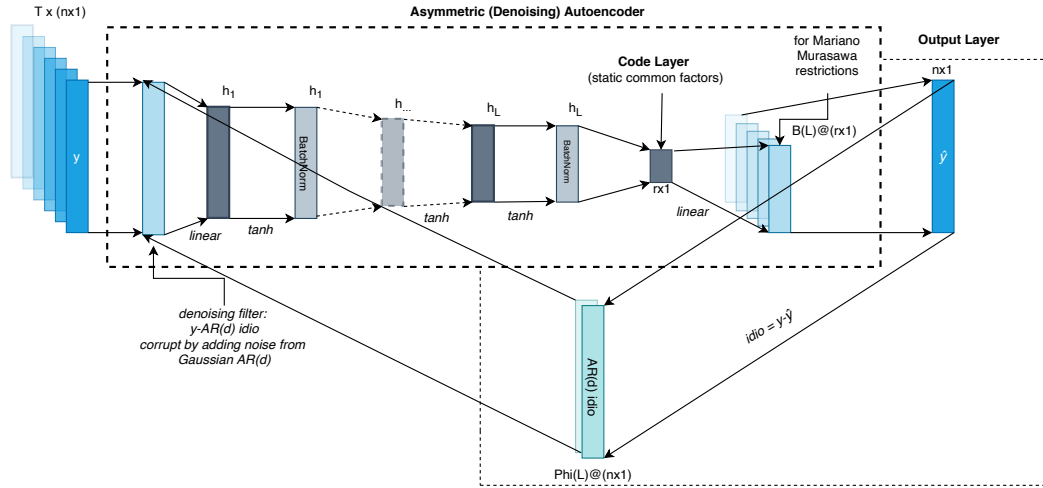 T x (nx1)
Asymmetric (Denoising) Autoencoder
for Mariano
Murasawa
restrictions
Output Layer
Code Layer
(static common factors)
nx1
h1
h1
h...
hL
hL
B(L)@(rx1)
y
BatchNorm
BatchNorm
ŷ
rx1
linear
tanh
tanh
tanh
linear
denoising filter:
y-AR(d) idio
corrupt by adding noise from
Gaussian AR(d)
idio = y-ŷ
AR(d) idio
Phi(L)@(nx1)